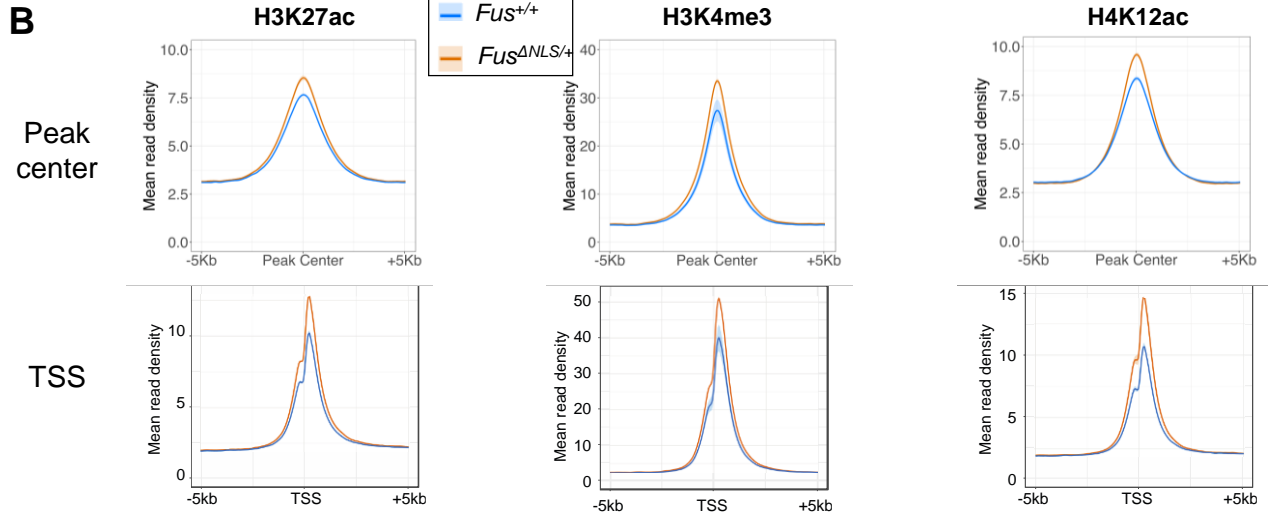 B
H3K27ac
Fus+/+
FusΔNLS/+
H3K4me3
H4K12ac
Peak
center
Mean read density
10.0
7.5
5.0
2.5
0.0
-5Kb
Peak Center
+5Kb
Mean read density
40
30
20
10
0
-5Kb
Peak Center
+5Kb
Mean read density
10.0
7.5
5.0
2.5
0.0
-5Kb
Peak Center
+5Kb
TSS
Mean read density
10
5
0
-5kb
TSS
+5kb
Mean read density
50
40
30
20
10
0
-5kb
TSS
+5kb
Mean read density
15
10
5
0
-5kb
TSS
+5kb